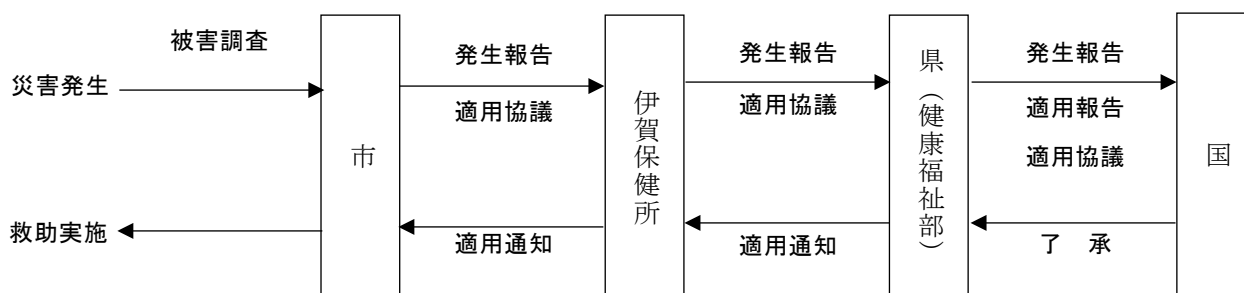 被害調査
災害発生
市
発生報告
適用協議
伊賀保健所
発生報告
適用協議
県（健康福祉部）
発生報告
適用報告
適用協議
国
救助実施
適用通知
適用通知
了　承